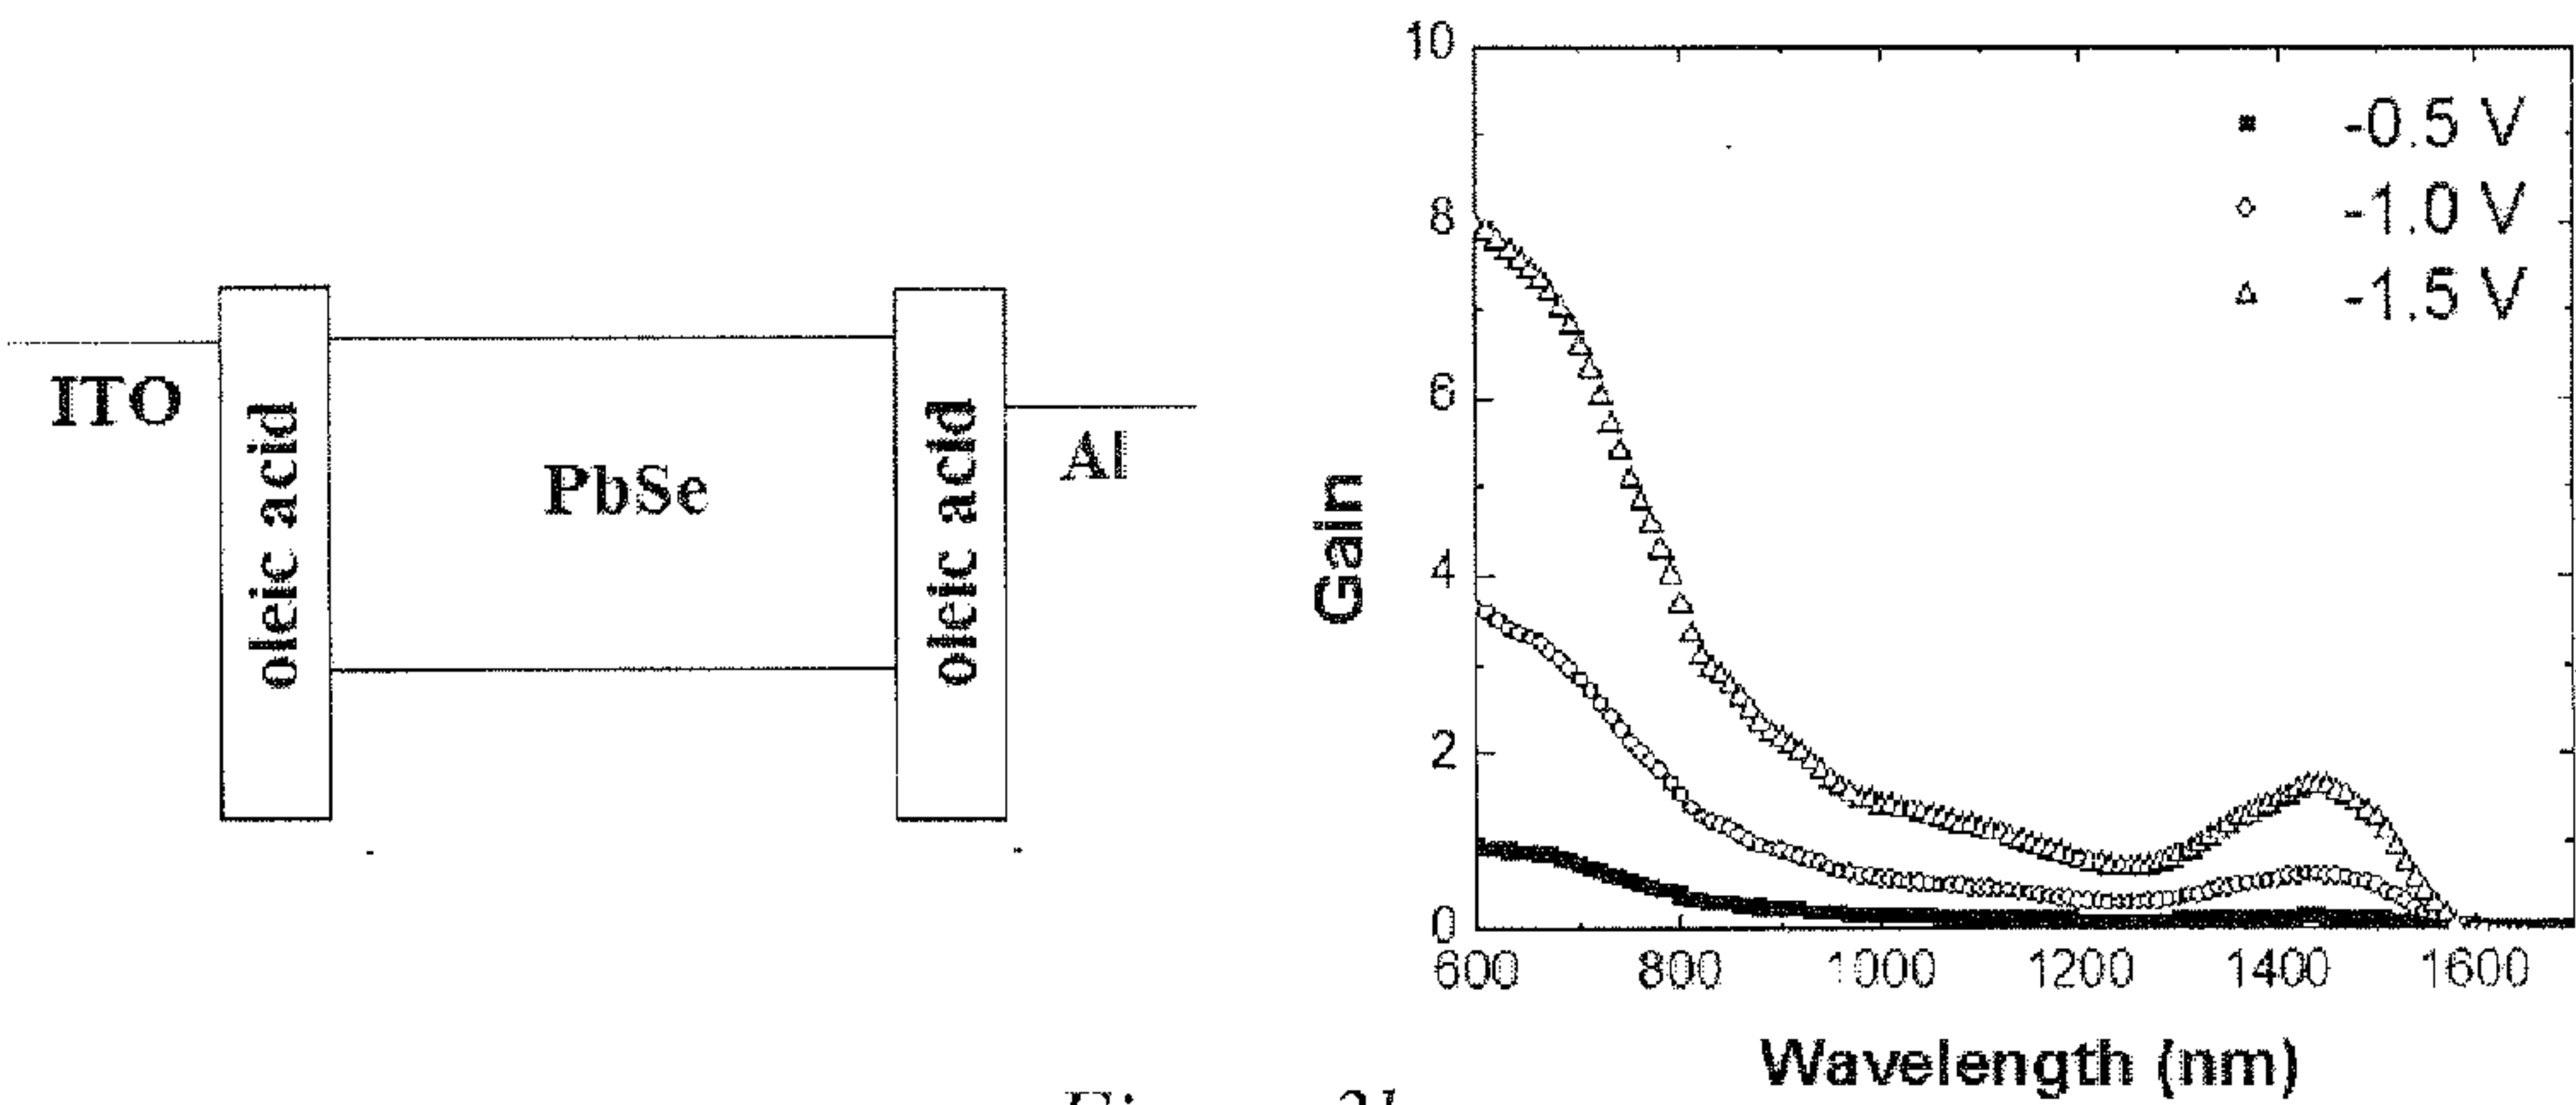 ITO
oleic acid
PbSe
oleic acid
Al
10
8
6
4
2
0
Gain
-0.5 V
-1.0 V
-1.5 V
600 800 1000 1200 1400 1600
Wavelength (nm)